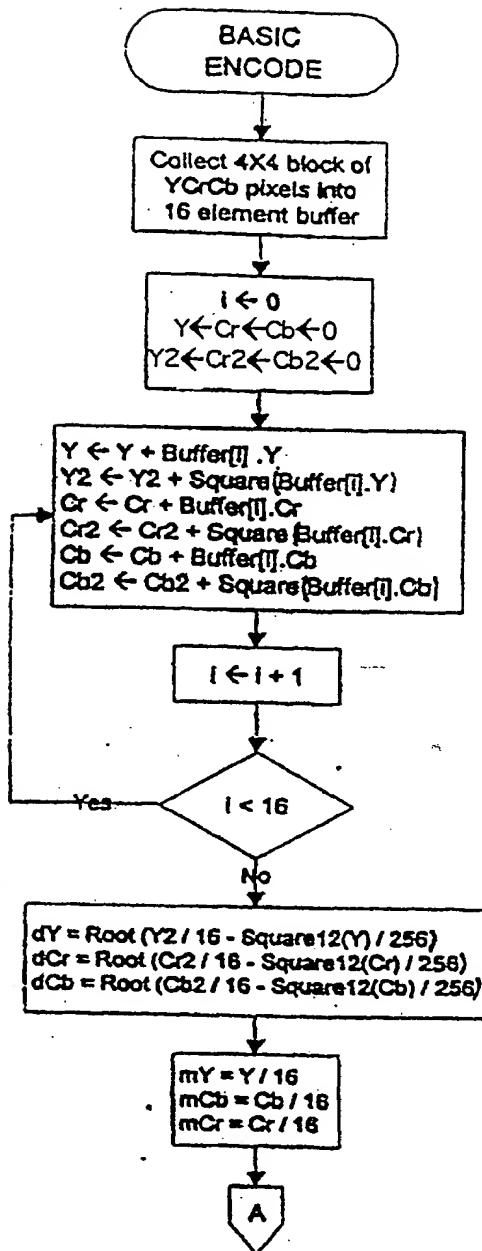 BASIC
ENCODE
Collect 4X4 block of
YCrCb pixels into
16 element buffer
i ← 0
Y←Cr←Cb←0
Y2←Cr2←Cb2←0
Y ← Y + Buffer[i].Y
Y2 ← Y2 + Square(Buffer[i].Y)
Cr ← Cr + Buffer[i].Cr
Cr2 ← Cr2 + Square(Buffer[i].Cr)
Cb ← Cb + Buffer[i].Cb
Cb2 ← Cb2 + Square(Buffer[i].Cb)
i ← i + 1
i < 16
Yes
No
dY = Root (Y2 / 16 - Square12(Y) / 256)
dCr = Root (Cr2 / 16 - Square12(Cr) / 256)
dCb = Root (Cb2 / 16 - Square12(Cb) / 256)
mY = Y / 16
mCb = Cb / 16
mCr = Cr / 16
A